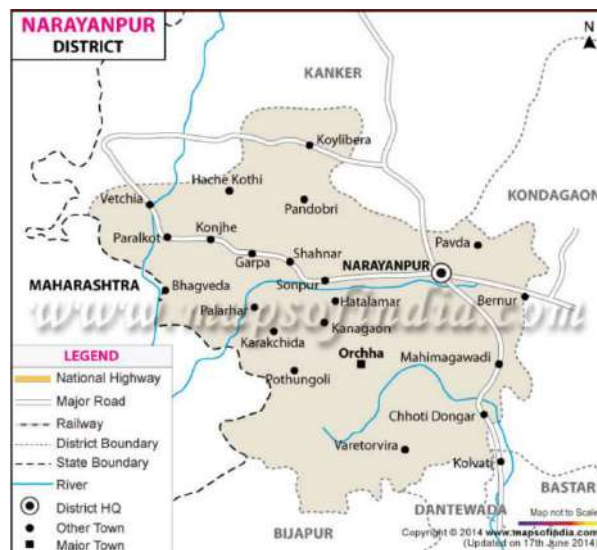 NARAYANPUR
DISTRICT
N
KANKER
Koylibera
Hache Kothi
KONDAGAON
Vetchia
Pandobri
Paralkot
Konjhe
Pavda
Garpa
Shahnar
NARAYANPUR
MAHARASHTRA
Bhagveda
Sonpur
Bernur
Palarhar
Hatalamar
www.mapsofindia.com
Kanagaon
Karakchida
Orchha
Mahimagawadi
Pothungoli
Chhoti Dongar
Varetorvira
Kolvati
LEGEND
National Highway
Major Road
Railway
District Boundary
State Boundary
River
District HQ
Other Town
Major Town
BASTAR
DANTEWADA
BIJAPUR
Map not to Scale
Copyright © 2014 www.mapsofindia.com
(Updated on 17th June 2014)